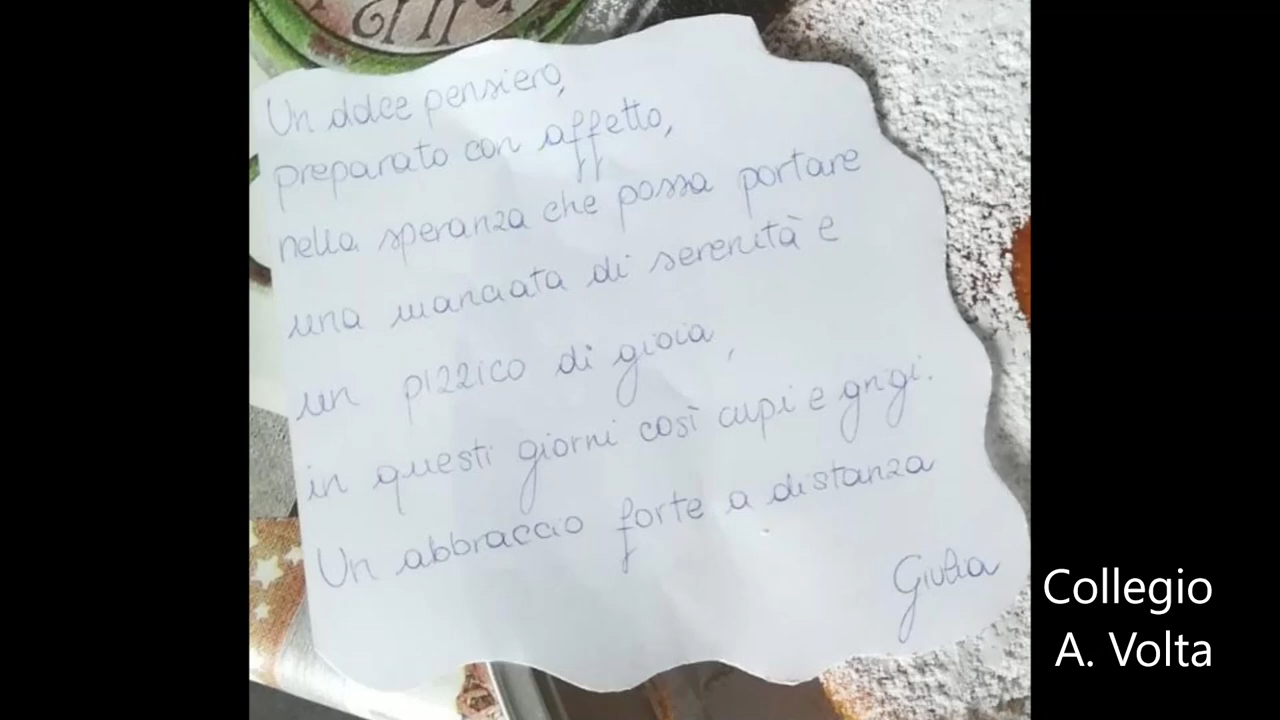 Un dolce pensiero,
preparato con affetto,
nella speranza che possa portare
una manciata di serenità e
un pizzico di gioia,
in questi giorni così cupi e grigi.
Un abbraccio forte a distanza
Giulia
Collegio
A. Volta